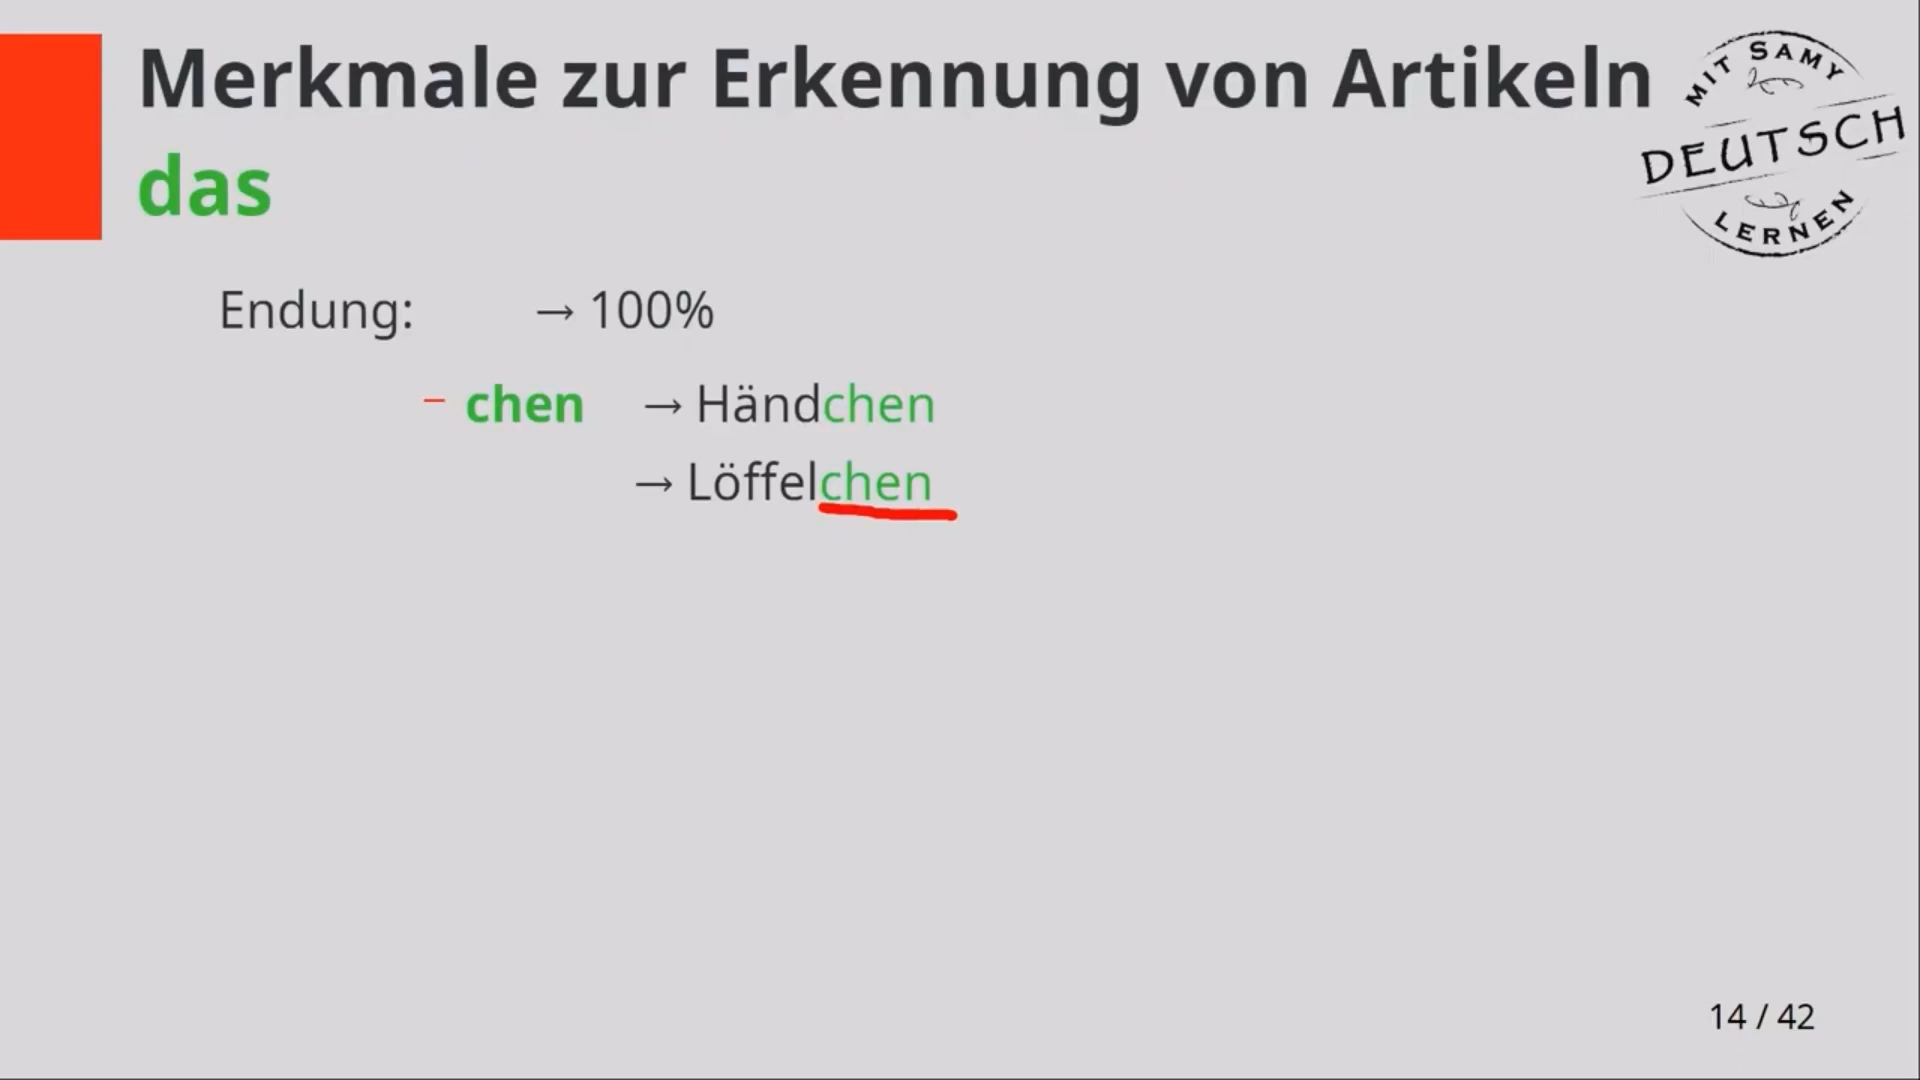 Merkmale zur Erkennung von Artikeln
das
MIT SAMY
DEUTSCH
LERNEN
Endung: → 100%
– chen → Händchen
→ Löffelchen
14 / 42